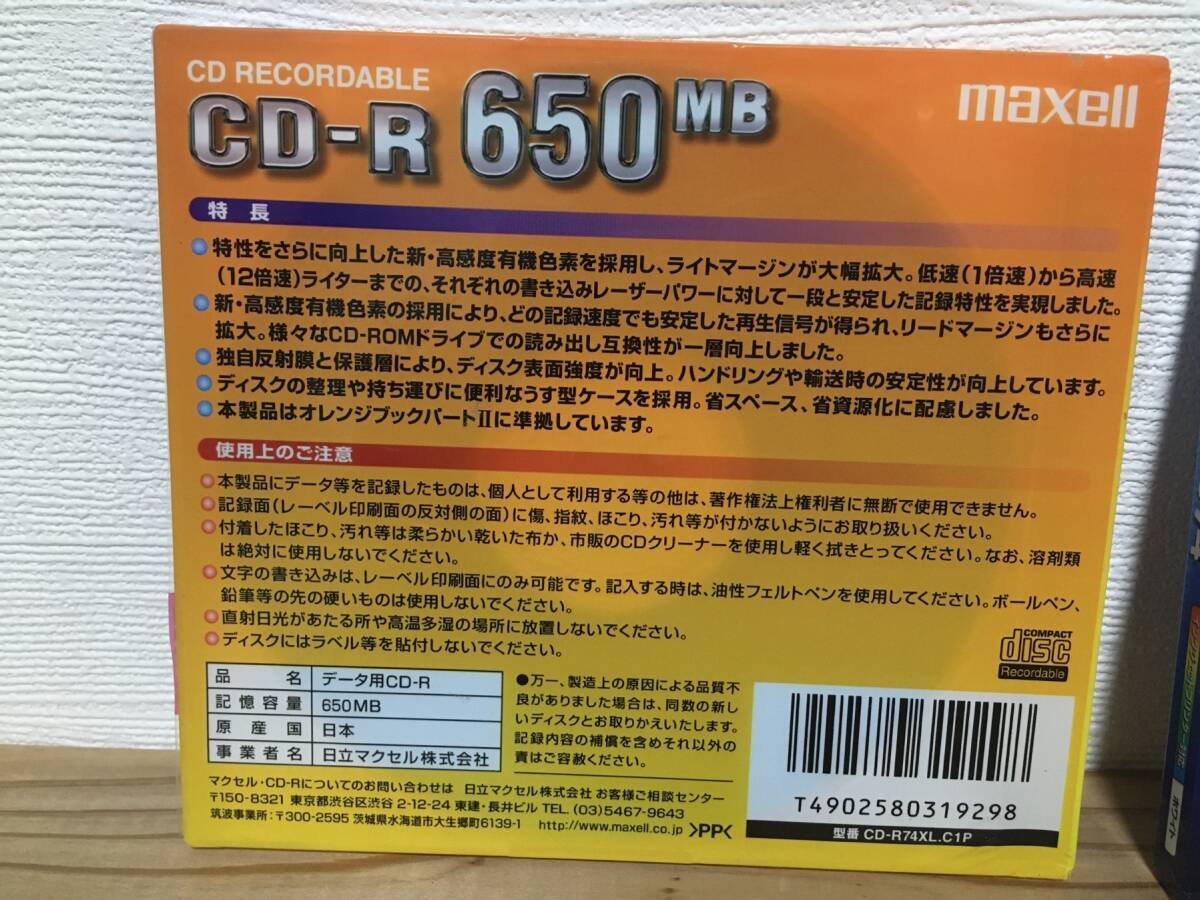 CD RECORDABLE
CD-R 650MB
maxell
特長
特性をさらに向上した新・高感度有機色素を採用し、ライトマージンが大幅拡大。低速(1倍速)から高速
(12倍速)ライターまでの、それぞれの書き込みレーザーパワーに対して一段と安定した記録特性を実現しました。
新・高感度有機色素の採用により、どの記録速度でも安定した再生信号が得られ、リードマージンもさらに
拡大。様々なCD-ROMドライブでの読み出し互換性が一層向上しました。
独自反射膜と保護層により、ディスク表面強度が向上。ハンドリングや輸送時の安定性が向上しています。
ディスクの整理や持ち運びに便利なうす型ケースを採用。省スペース、省資源化に配慮しました。
本製品はオレンジブックパートⅡに準拠しています。
使用上のご注意
本製品にデータ等を記録したものは、個人として利用する等の他は、著作権法上権利者に無断で使用できません。
記録面(レーベル印刷面の反対側の面)に傷、指紋、ほこり、汚れ等が付かないようにお取り扱いください。
付着したほこり、汚れ等は柔らかい乾いた布か、市販のCDクリーナーを使用し軽く拭きとってください。なお、溶剤類
は絶対に使用しないでください。
文字の書き込みは、レーベル印刷面にのみ可能です。記入する時は、油性フェルトペンを使用してください。ボールペン、
鉛筆等の先の硬いものは使用しないでください。
直射日光があたる所や高温多湿の場所に放置しないでください。
ディスクにはラベル等を貼付しないでください。
COMPACT
disc
Recordable
品名 データ用CD-R
記憶容量 650MB
原産国 日本
事業者名 日立マクセル株式会社
●万一、製造上の原因による品質不
良がありました場合は、同数の新し
いディスクとお取りかえいたします。
記録内容の補償を含めそれ以外の
責はご容赦ください。
T4902580319298
型番 CD-R74XL.C1P
マクセル・CD-Rについてのお問い合わせは 日立マクセル株式会社 お客様ご相談センター
〒150-8321 東京都渋谷区渋谷 2-12-24 東建・長井ビル TEL. (03)5467-9643
筑波事業所:〒300-2595 茨城県水海道市大生郷町6139-1 http://www.maxell.co.jp
>PP<
ホワイト